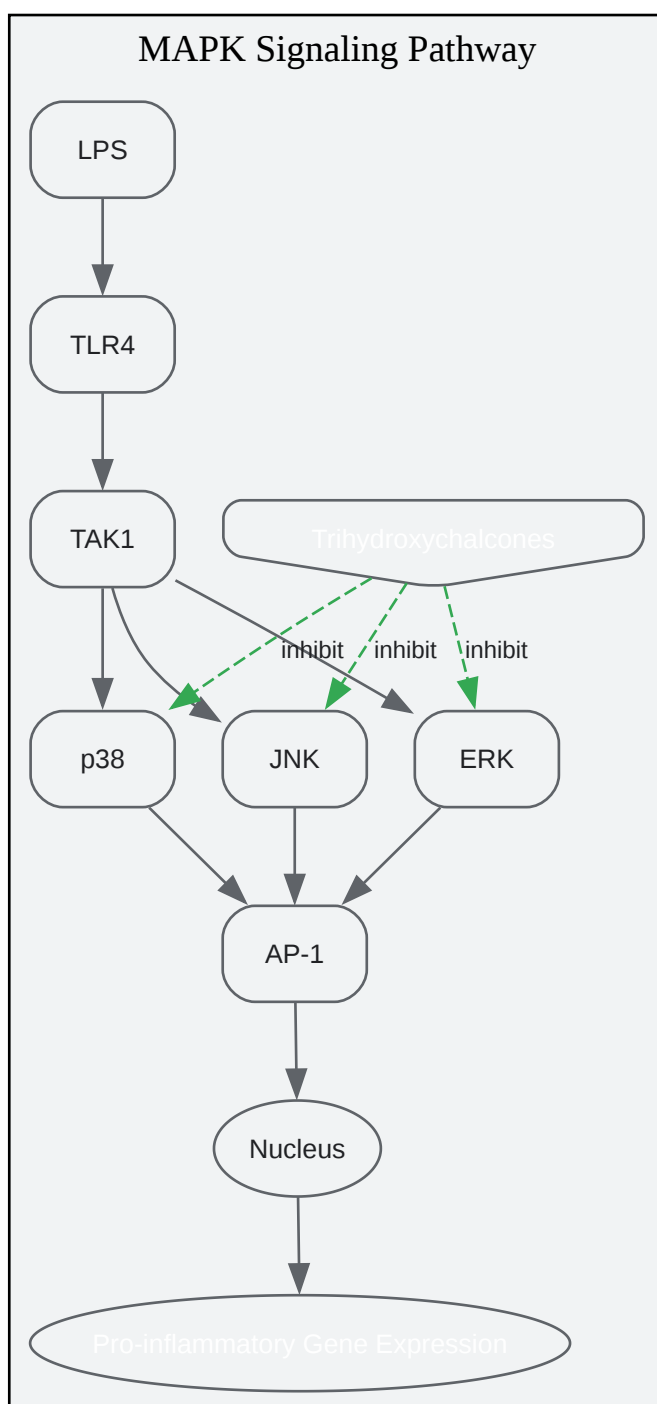 MAPK Signaling Pathway
LPS
TLR4
TAK1
Trihydroxychalcones
inhibit
inhibit
inhibit
p38
JNK
ERK
AP-1
Nucleus
Pro-inflammatory Gene Expression